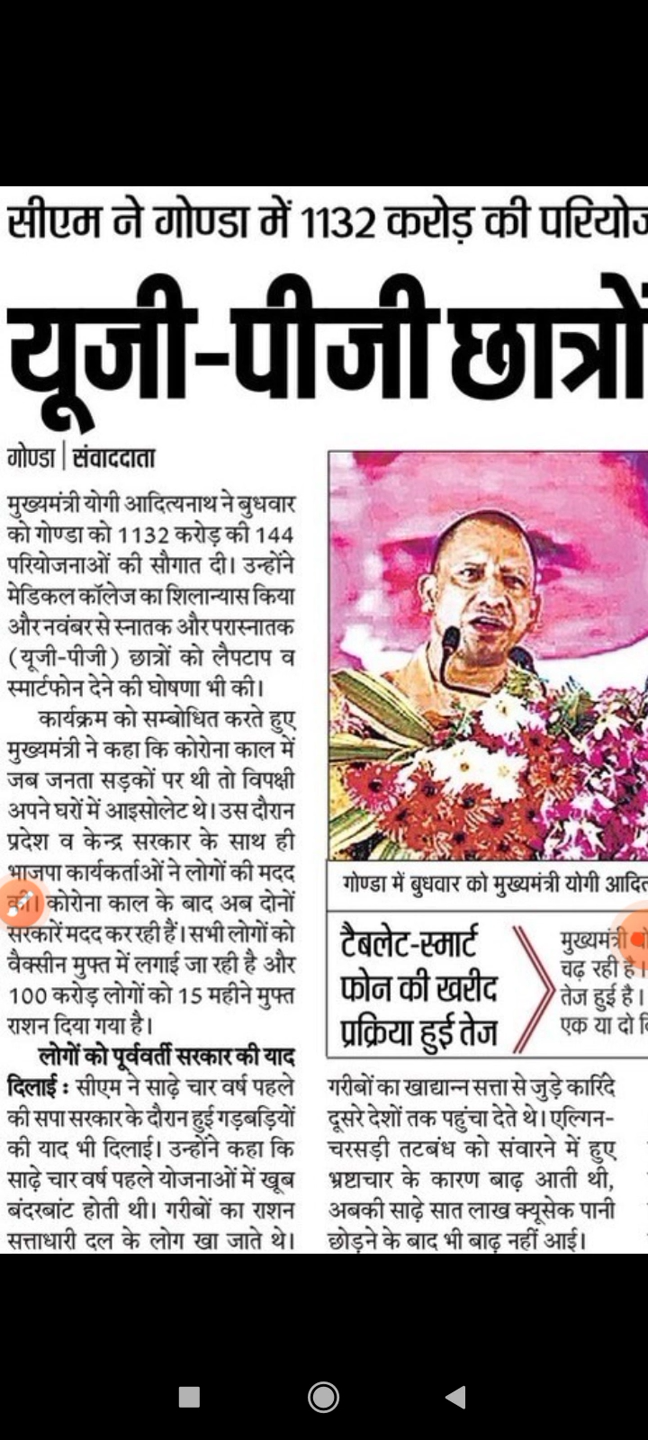 सीएम ने गोण्डा में 1132 करोड़ की
यूजी-पीजी छात्रों
गोण्डा | संवाददाता
मुख्यमंत्री योगी आदित्यनाथ ने बुधवार
को गोण्डा को 1132 करोड़ की 144
परियोजनाओं की सौगात दी। उन्होंने
मेडिकल कॉलेज का शिलान्यास किया
और नवंबर से स्नातक और परास्नातक
(यूजी-पीजी) छात्रों को लैपटाप व
स्मार्टफोन देने की घोषणा भी की।
कार्यक्रम को सम्बोधित करते हुए
मुख्यमंत्री ने कहा कि कोरोना काल में
जब जनता सड़कों पर थी तो विपक्षी
अपने घरों में आइसोलेट थे। उस दौरान
प्रदेश व केन्द्र सरकार के साथ ही
भाजपा कार्यकर्ताओं ने लोगों की मदद
की। कोरोना काल के बाद अब दोनों
सरकारें मदद कर रही हैं। सभी लोगों को
वैक्सीन मुफ्त में लगाई जा रही है और
100 करोड़ लोगों को 15 महीने मुफ्त
राशन दिया गया है।
लोगों को पूर्ववर्ती सरकार की याद
दिलाई : सीएम ने साढ़े चार वर्ष पहले
की सपा सरकार के दौरान हुई गड़बड़ियों
की याद भी दिलाई। उन्होंने कहा कि
साढ़े चार वर्ष पहले योजनाओं में खूब
बंदरबांट होती थी। गरीबों का राशन
सत्ताधारी दल के लोग खा जाते थे।
गोण्डा में बुधवार को मुख्यमंत्री योगी
टैबलेट-स्मार्ट
फोन की खरीद
प्रक्रिया हुई तेज
मुख्यमंत्री
चढ़ रही है।
तेज हुई है।
एक या दो
गरीबों का खाद्यान्न सत्ता से जुड़े कारिंदे
दूसरे देशों तक पहुंचा देते थे। एल्गिन-
चरसड़ी तटबंध को संवारने में हुए
भ्रष्टाचार के कारण बाढ़ आती थी,
अबकी साढ़े सात लाख क्यूसेक पानी
छोड़ने के बाद भी बाढ़ नहीं आई।